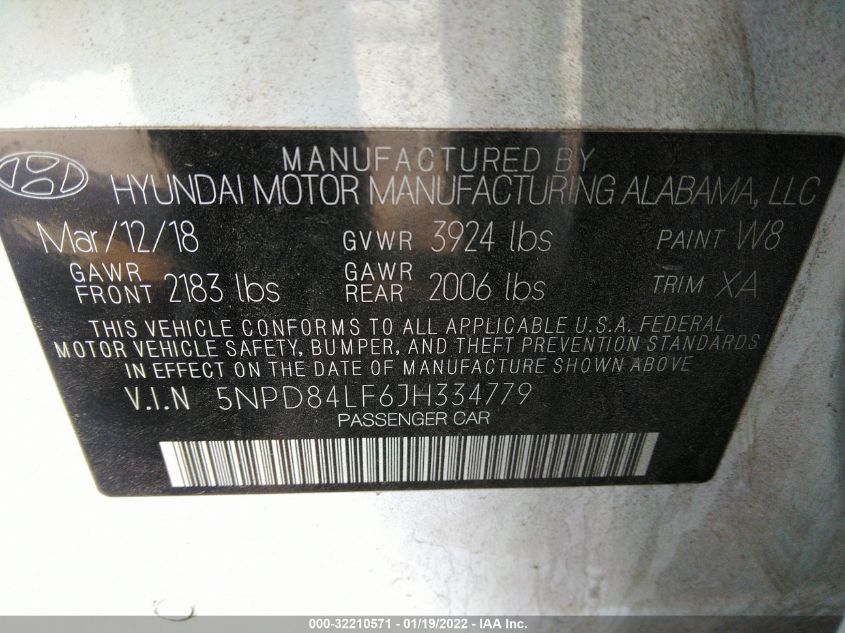 MANUFACTURED BY
HYUNDAI MOTOR MANUFACTURING ALABAMA, LLC
Mar/12/18 GVWR 3924 lbs PAINT W8
GAWR FRONT 2183 lbs GAWR REAR 2006 lbs TRIM XA
THIS VEHICLE CONFORMS TO ALL APPLICABLE U.S.A. FEDERAL
MOTOR VEHICLE SAFETY, BUMPER, AND THEFT PREVENTION STANDARDS
IN EFFECT ON THE DATE OF MANUFACTURE SHOWN ABOVE
V.I.N 5NPD84LF6JH334779
PASSENGER CAR
000-32210571 - 01/19/2022 - IAA Inc.